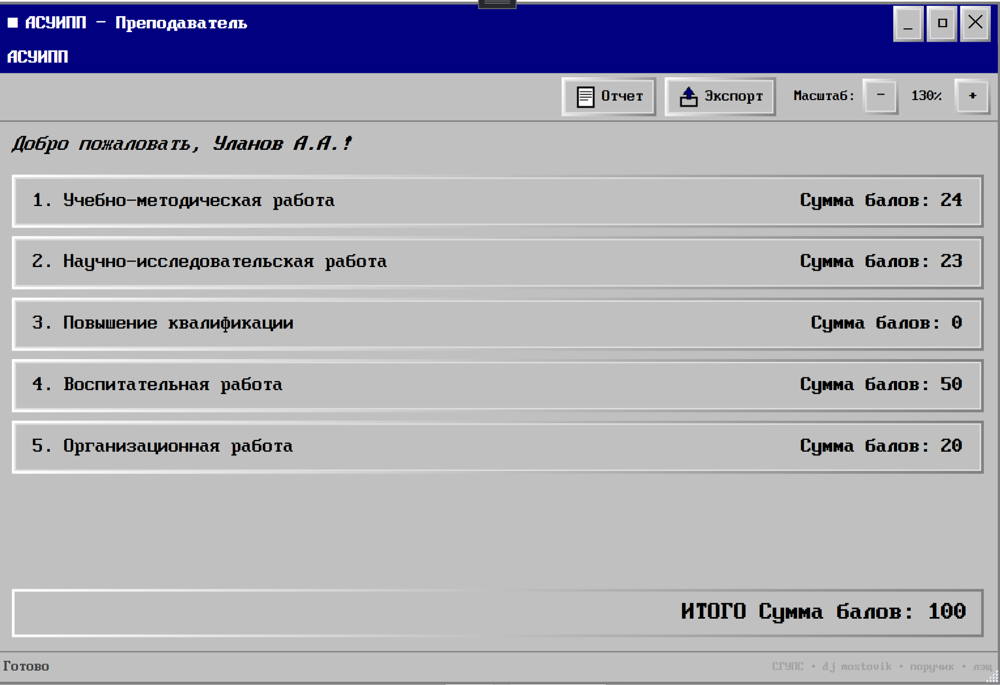 АСУИПП - Преподаватель
АСУИПП
Отчет Экспорт Масштаб: - 130% +
Добро пожаловать, Уланов А.А.!
1. Учебно-методическая работа Сумма балов: 24
2. Научно-исследовательская работа Сумма балов: 23
3. Повышение квалификации Сумма балов: 0
4. Воспитательная работа Сумма балов: 50
5. Организационная работа Сумма балов: 20
ИТОГО Сумма балов: 100
Готово СГУПС • dj mostovik • поручик • лэщ